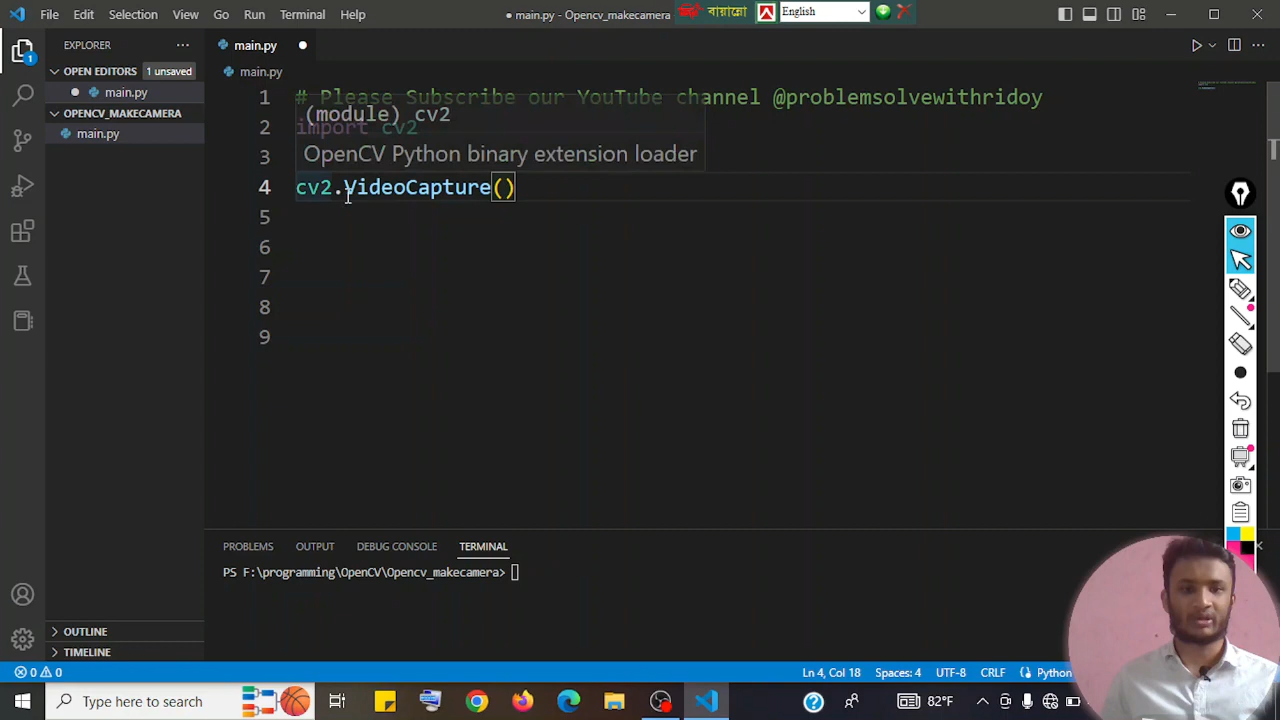 File Edit Selection View Go Run Terminal Help
● main.py - Opencv_makecamera
বায়ান্নো
English
EXPLORER
OPEN EDITORS 1 unsaved
main.py
OPENCV_MAKECAMERA
main.py
main.py
main.py
1 # Please Subscribe our YouTube channel @problemsolvewithridoy
(module) cv2
2 import cv2
3 OpenCV Python binary extension loader
4 cv2.VideoCapture()
5
6
7
8
9
PROBLEMS OUTPUT DEBUG CONSOLE TERMINAL
PS F:\programming\OpenCV\Opencv_makecamera>
OUTLINE
TIMELINE
0 0 Ln 4, Col 18 Spaces: 4 UTF-8 CRLF Python
1
Type here to search
82°F